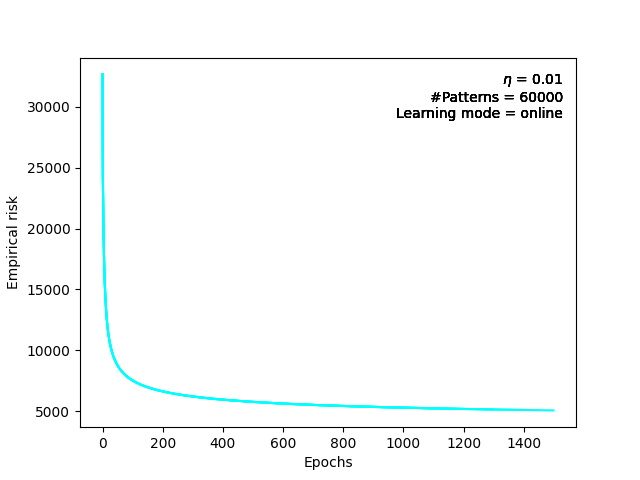 η = 0.01
#Patterns = 60000
Learning mode = online
30000
25000
20000
15000
10000
5000
Empirical risk
0 200 400 600 800 1000 1200 1400
Epochs